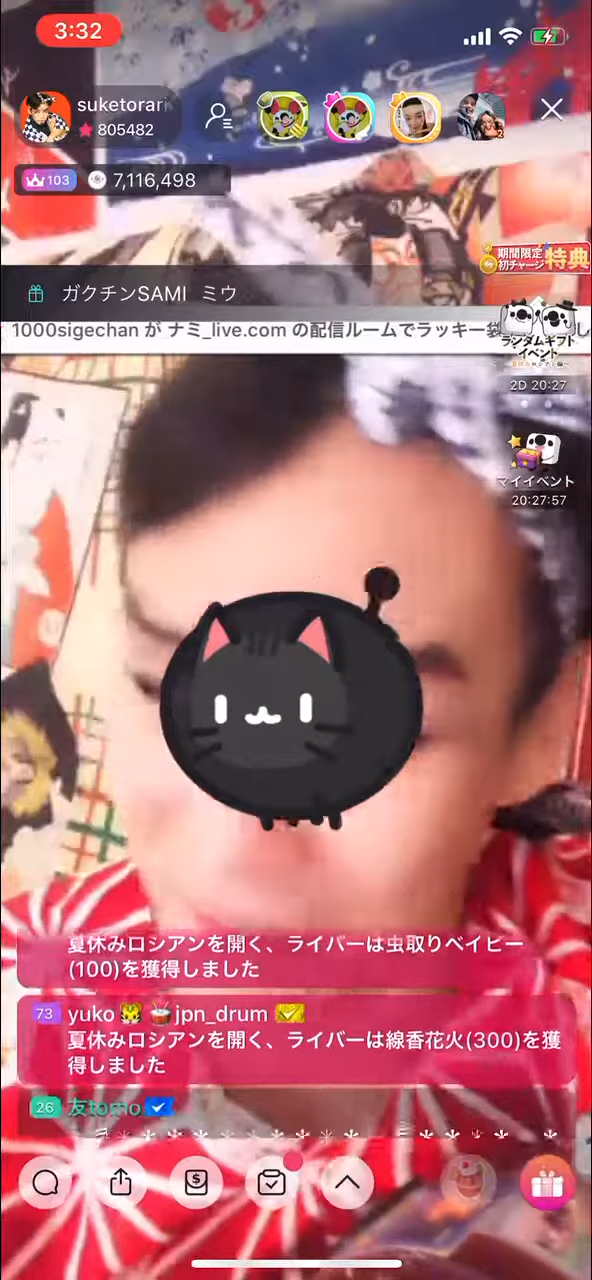 3:32
suketorar
805482
103
7,116,498
期間限定
初チャージ
特典
ガクチンSAMI ミウ
1000sigechan が ナミ_live.com の配信ルームでラッキー袋
ランダムギフト
イベント
2D 20:27
マイイベント
20:27:57
夏休みロシアンを開く、ライバーは虫取りベイビー
(100)を獲得しました
73 yuko jpn_drum
夏休みロシアンを開く、ライバーは線香花火(300)を獲
得しました
26 友tomo